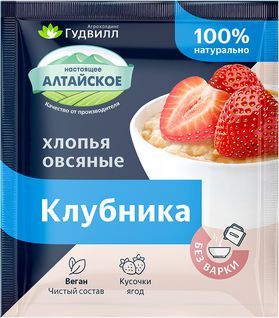 Агрохолдинг
Гудвилл
100%
натурально
настоящее
АЛТАЙСКОЕ
Качество от производителя
хлопья
овсяные
Клубника
БЕЗ ВАРКИ
Веган
Чистый состав
Кусочки
ягод